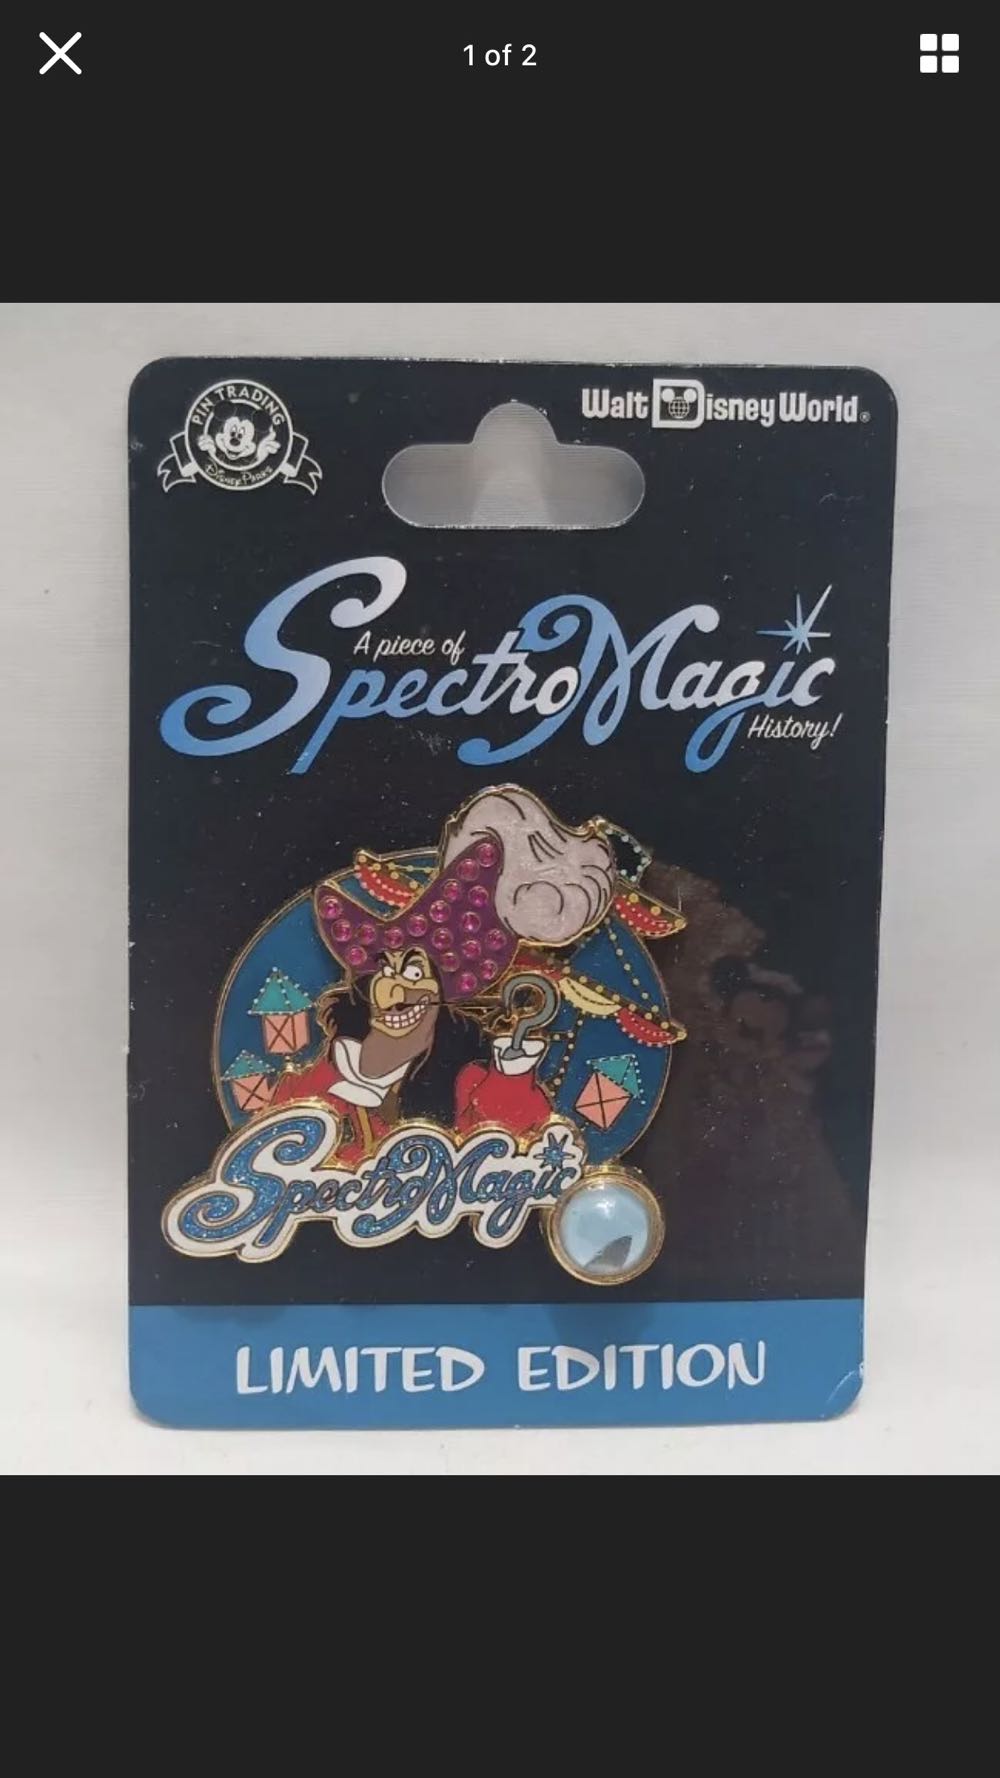 1 of 2
PIN TRADING
Disney Parks
Walt Disney World®
A piece of
SpectroMagic
History!
SpectroMagic
LIMITED EDITION